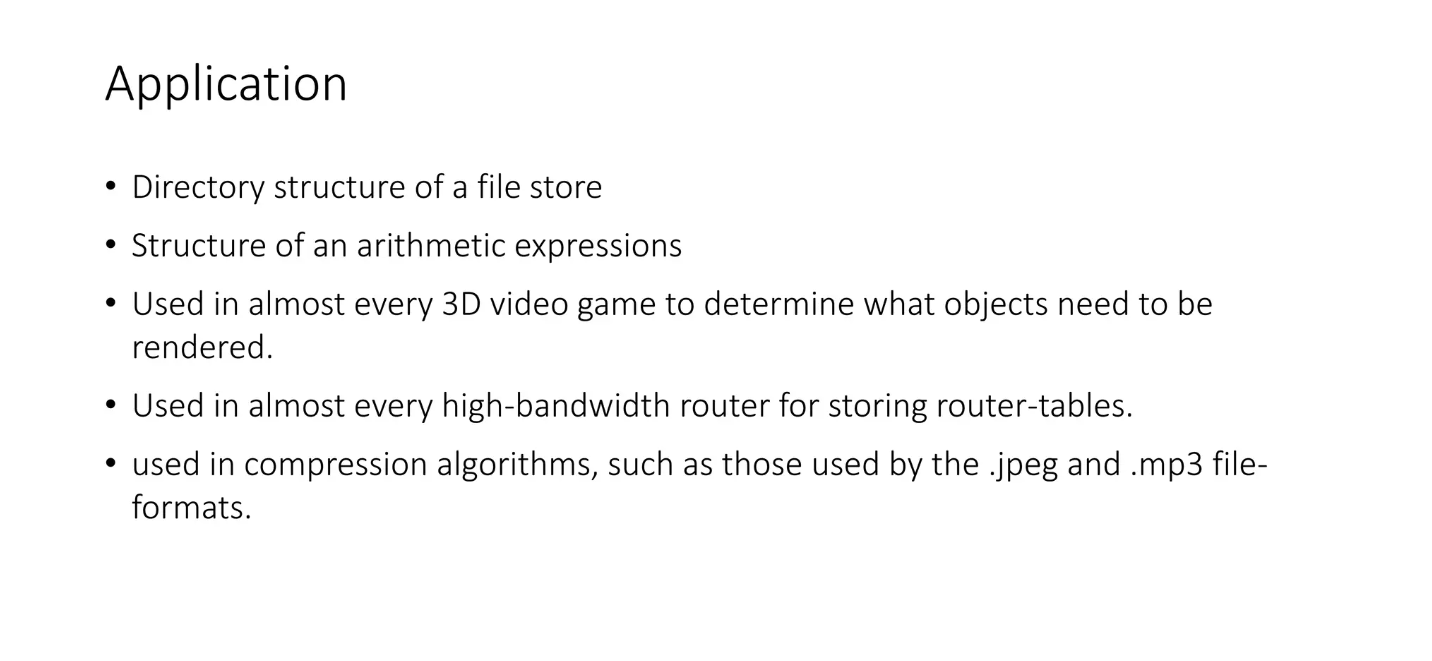 Application
• Directory structure of a file store
• Structure of an arithmetic expressions
• Used in almost every 3D video game to determine what objects need to be
rendered.
• Used in almost every high-bandwidth router for storing router-tables.
• used in compression algorithms, such as those used by the .jpeg and .mp3 file-
formats.